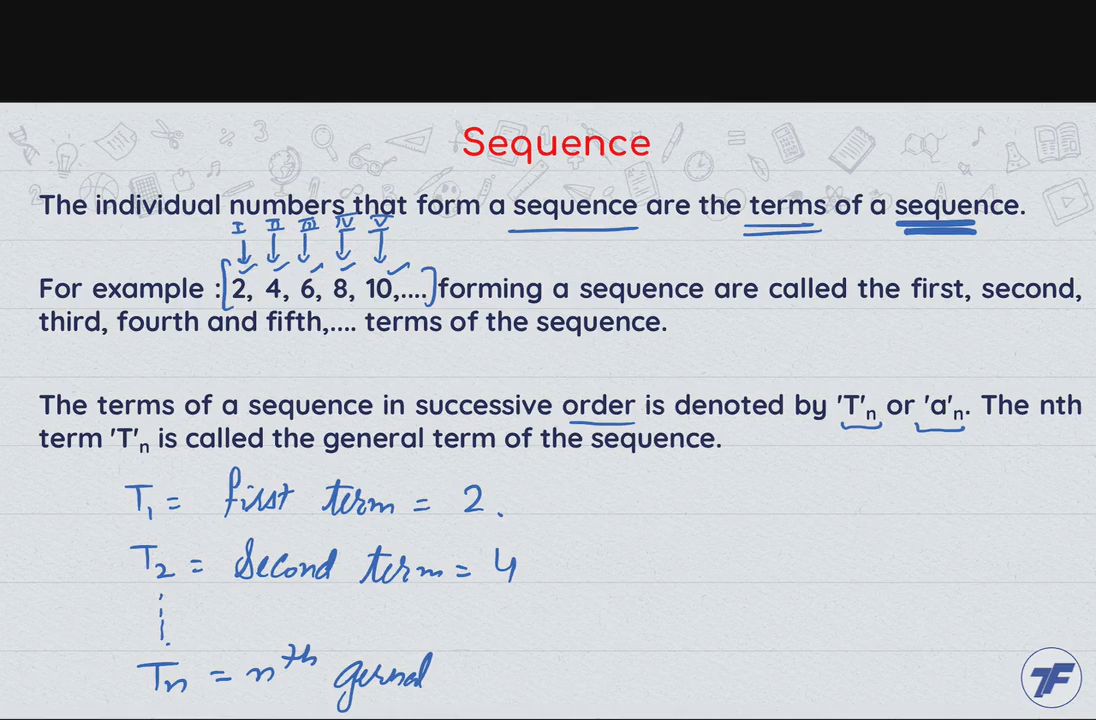 Sequence
The individual numbers that form a sequence are the terms of a sequence.
I II III IV V
For example : [2, 4, 6, 8, 10,....] forming a sequence are called the first, second,
third, fourth and fifth,.... terms of the sequence.
The terms of a sequence in successive order is denoted by 'T'ₙ or 'a'ₙ. The nth
term 'T'ₙ is called the general term of the sequence.
T₁ = first term = 2.
T₂ = Second term = 4
Tₙ = nᵗʰ
TF